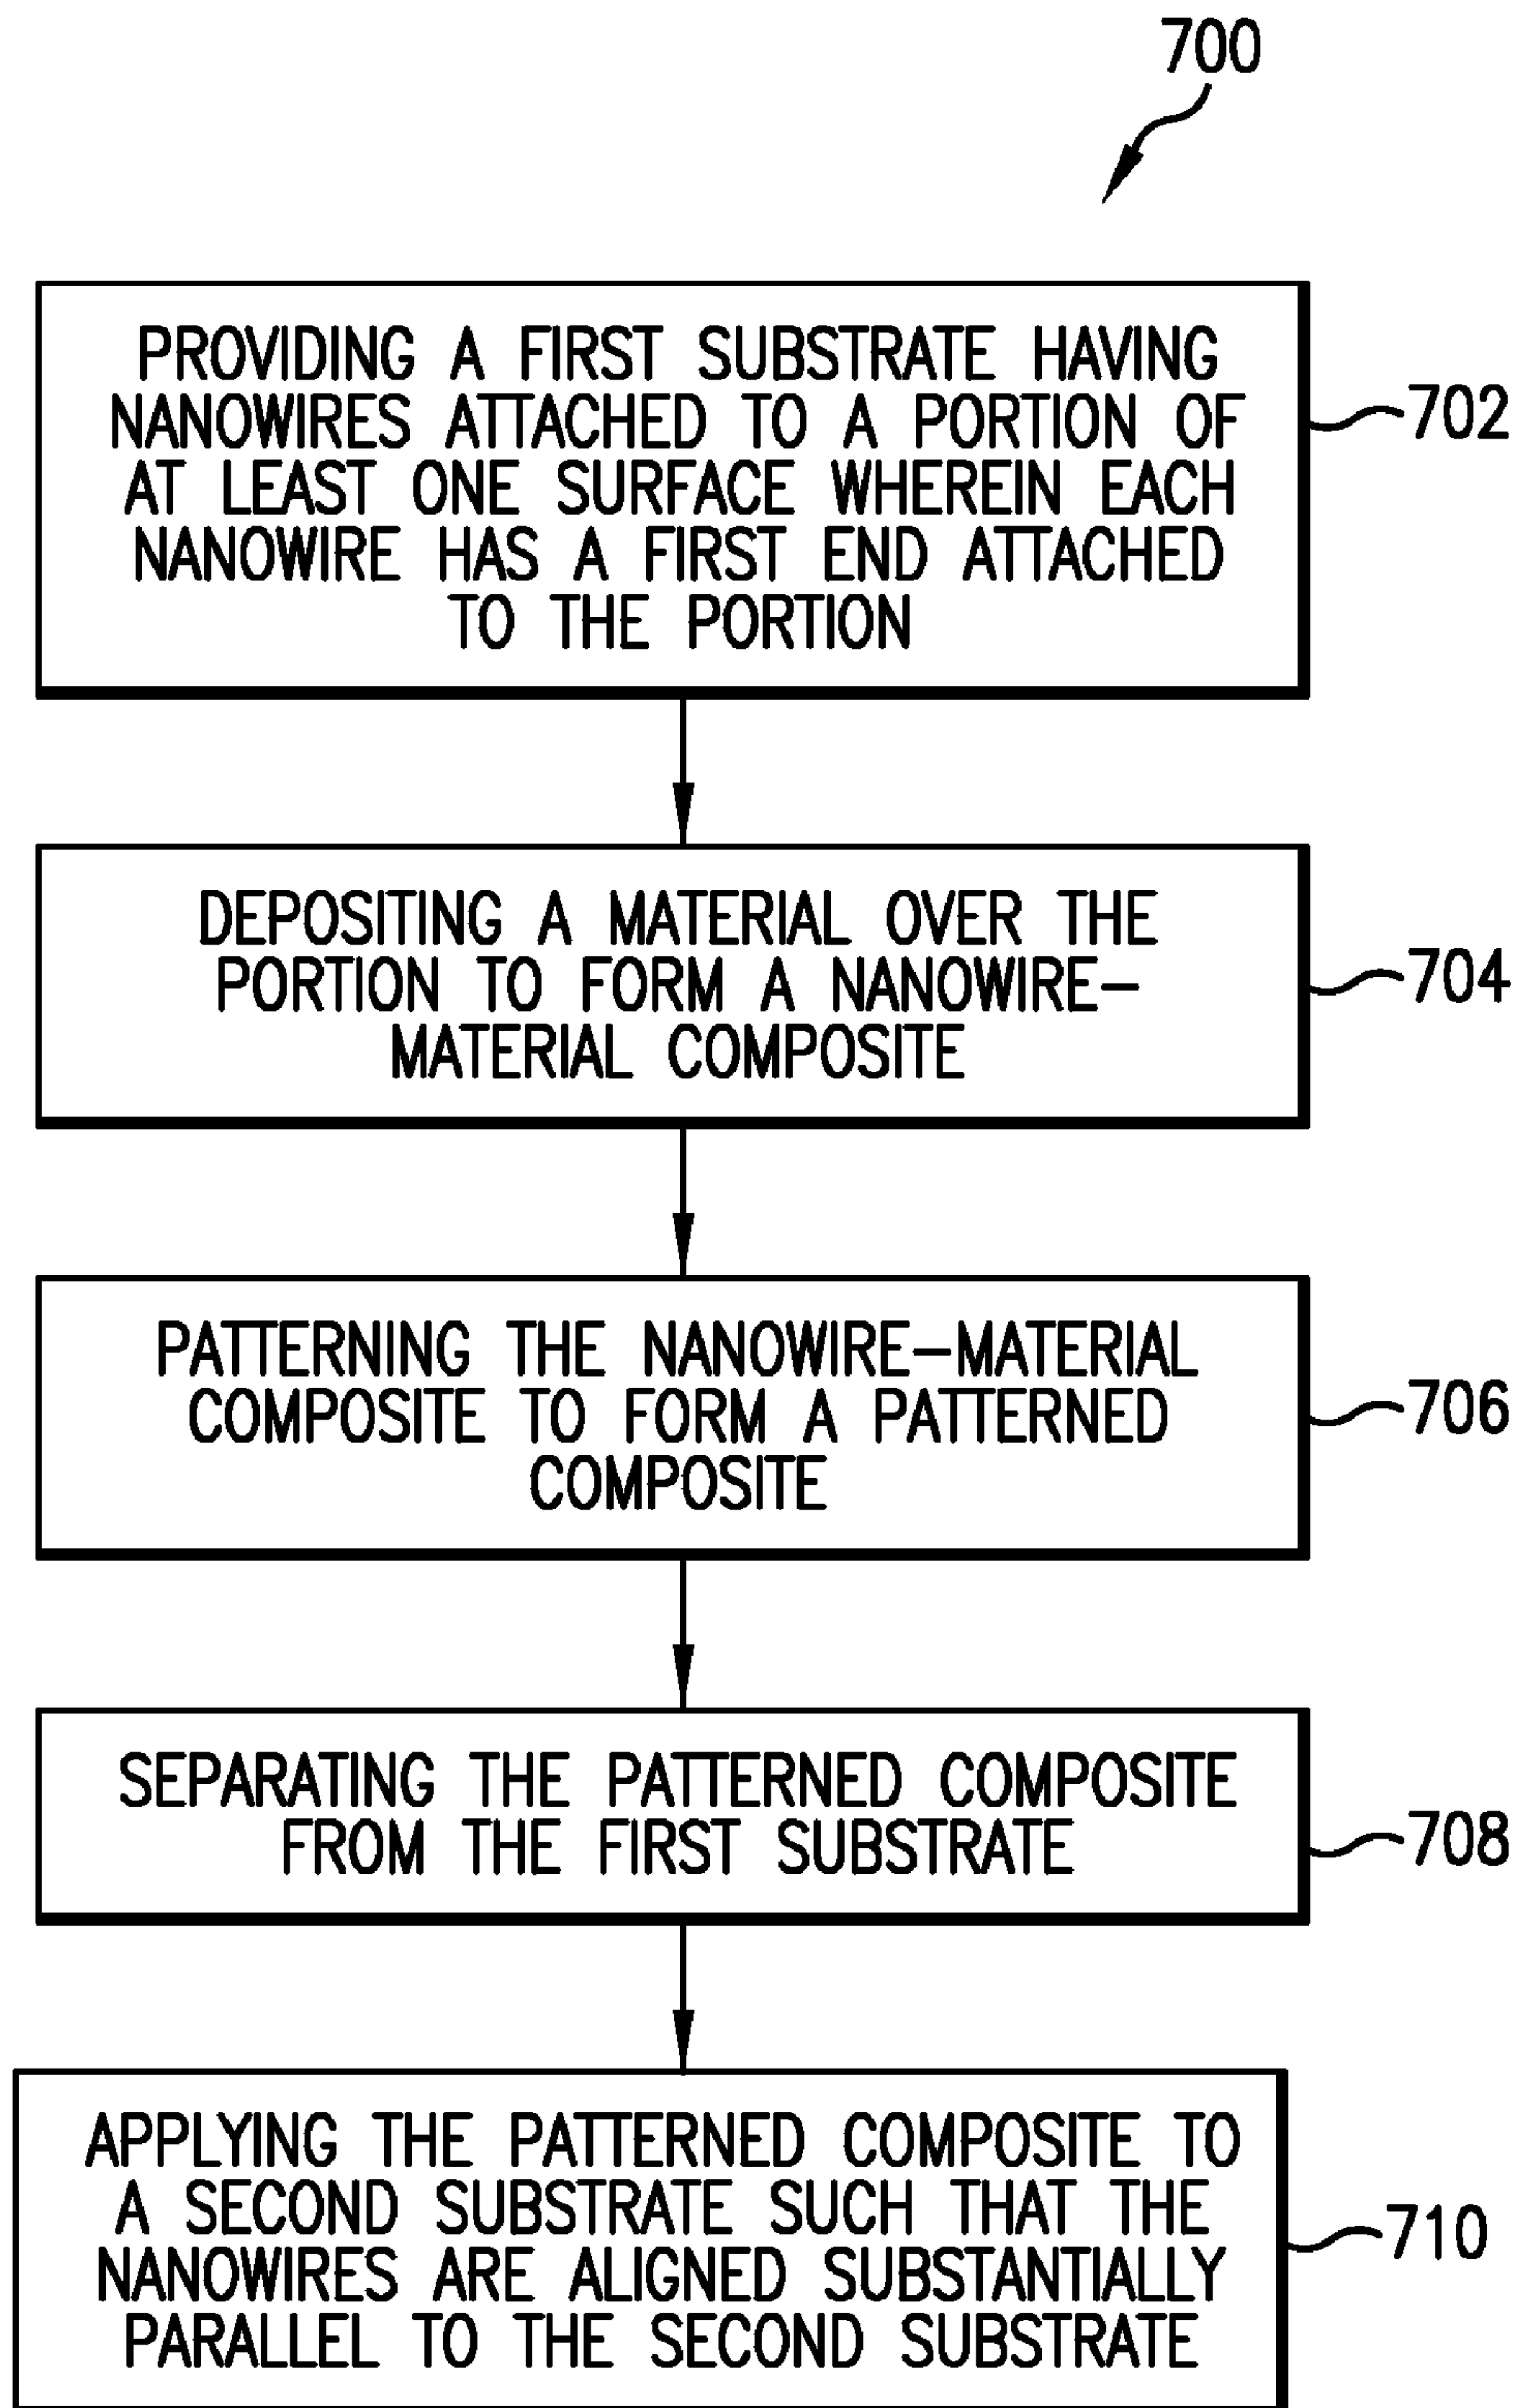 700
PROVIDING A FIRST SUBSTRATE HAVING
NANOWIRES ATTACHED TO A PORTION OF
AT LEAST ONE SURFACE WHEREIN EACH
NANOWIRE HAS A FIRST END ATTACHED
TO THE PORTION
702
DEPOSITING A MATERIAL OVER THE
PORTION TO FORM A NANOWIRE-
MATERIAL COMPOSITE
704
PATTERNING THE NANOWIRE-MATERIAL
COMPOSITE TO FORM A PATTERNED
COMPOSITE
706
SEPARATING THE PATTERNED COMPOSITE
FROM THE FIRST SUBSTRATE
708
APPLYING THE PATTERNED COMPOSITE TO
A SECOND SUBSTRATE SUCH THAT THE
NANOWIRES ARE ALIGNED SUBSTANTIALLY
PARALLEL TO THE SECOND SUBSTRATE
710